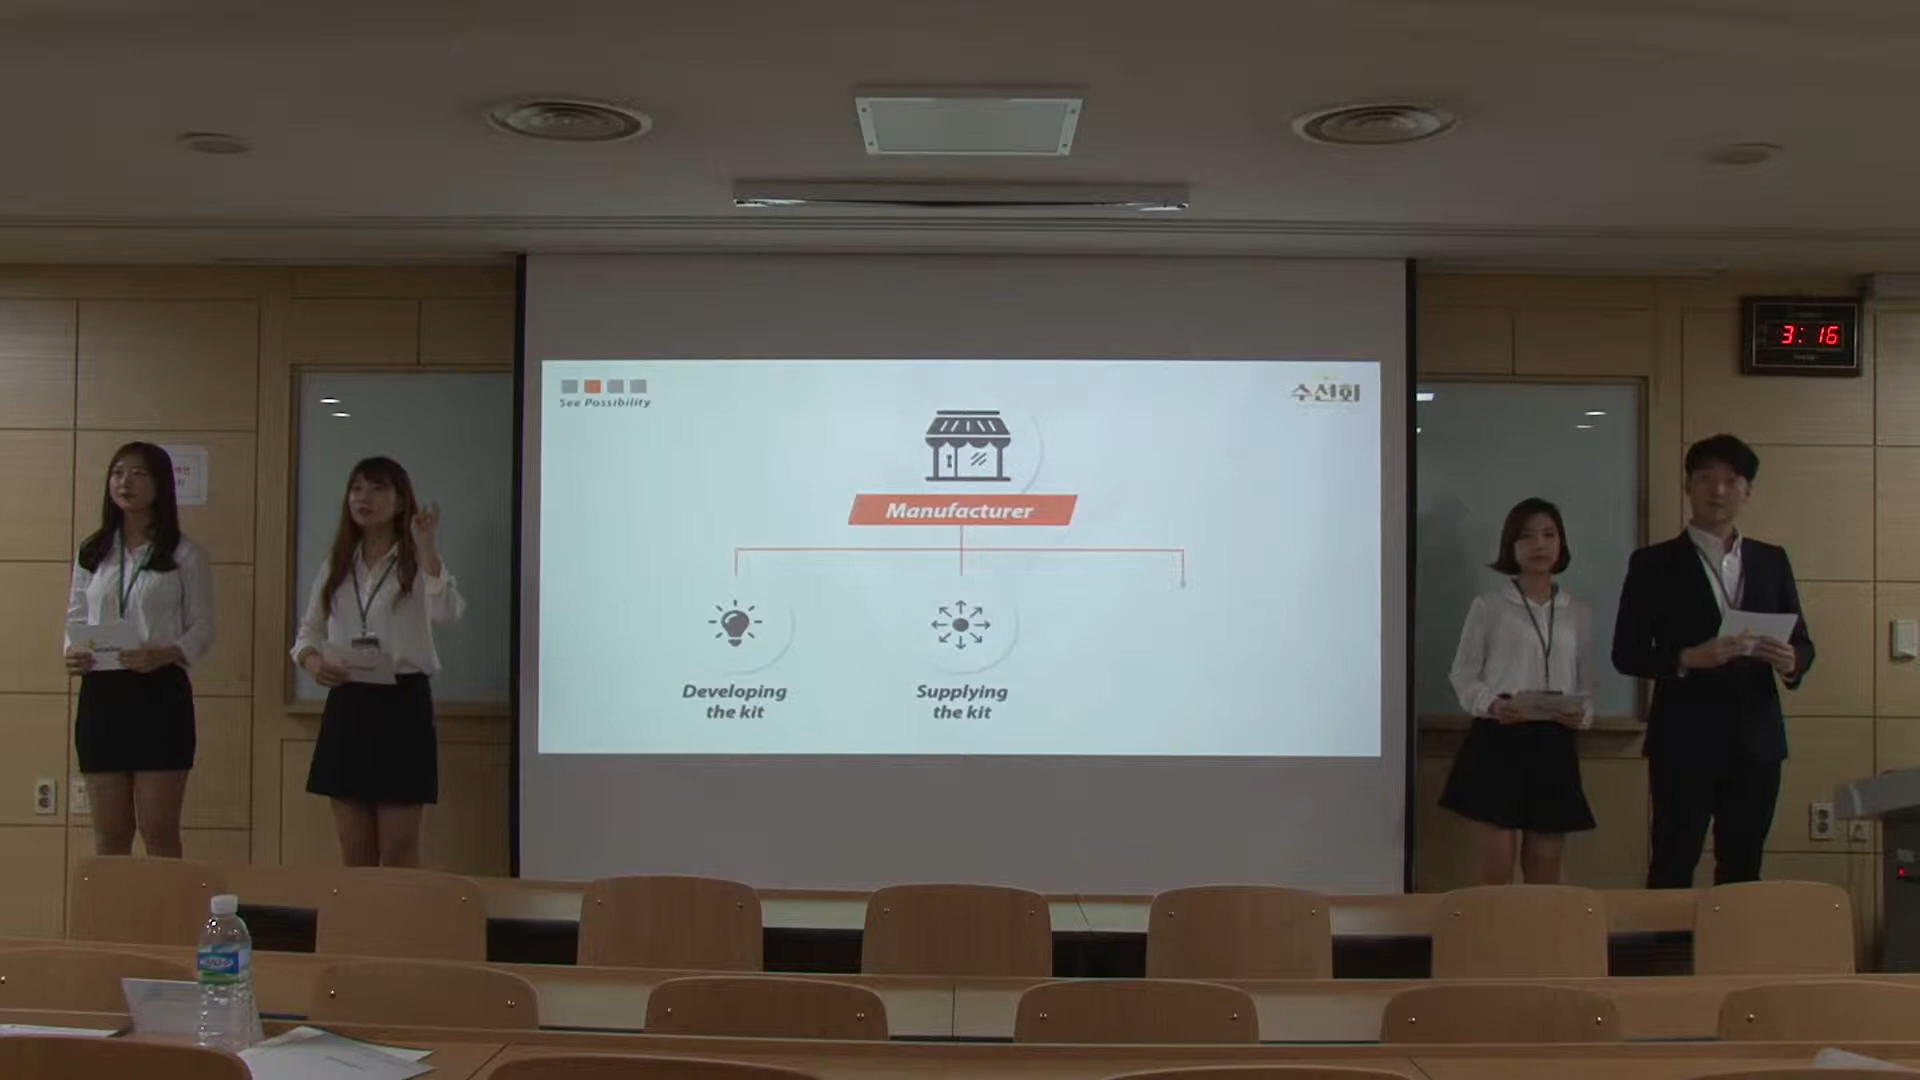 3:16
See Possibility
수선화
Manufacturer
Developing
the kit
Supplying
the kit